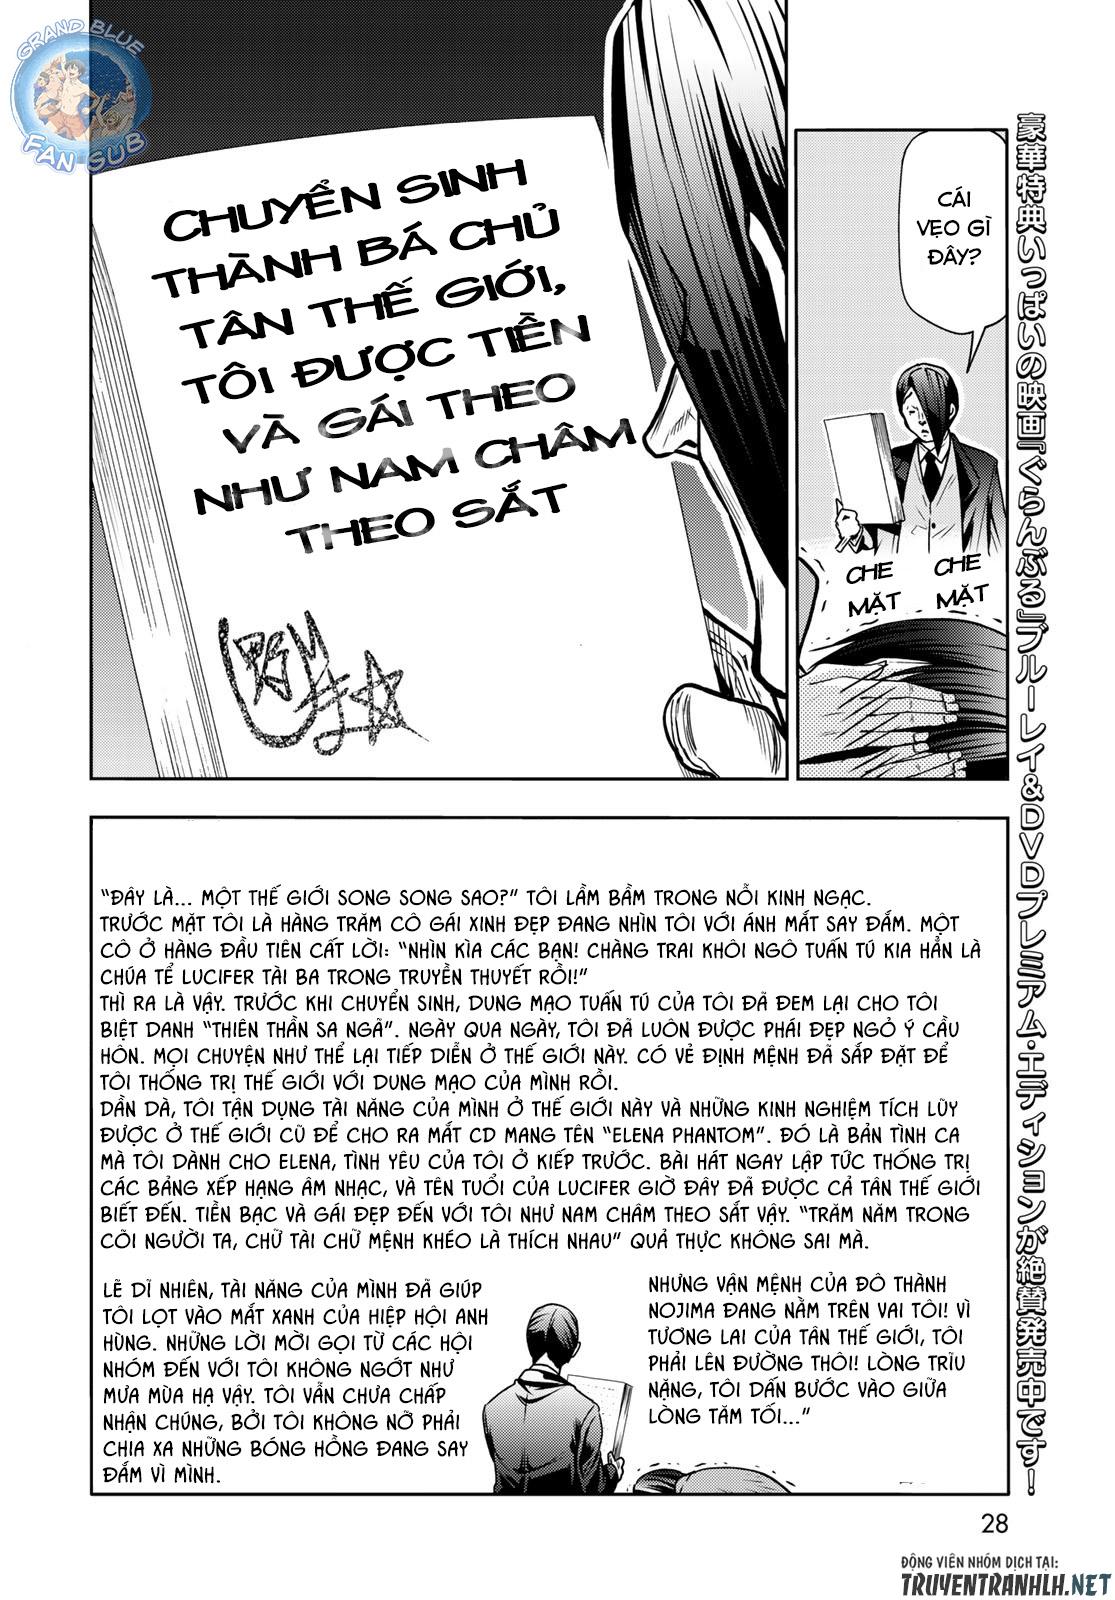 GRAND BLUE
FAN SUB
CÁI
VẸO GÌ
ĐÂY?
CHE
MẶT
CHE
MẶT
CHUYỂN SINH
THÀNH BÁ CHỦ
TÂN THẾ GIỚI,
TÔI ĐƯỢC TIỀN
VÀ GÁI THEO
NHƯ NAM CHÂM
THEO SẮT
豪華特典いっぱいの映画『ぐらんぶる』ブルーレイ&DVDプレミアム・エディションが絶賛発売中です！
“ĐÂY LÀ... MỘT THẾ GIỚI SONG SONG SAO?” TÔI LẦM BẦM TRONG NỖI KINH NGẠC.
TRƯỚC MẶT TÔI LÀ HÀNG TRĂM CÔ GÁI XINH ĐẸP ĐANG NHÌN TÔI VỚI ÁNH MẮT SAY ĐẮM. MỘT
CÔ Ở HÀNG ĐẦU TIÊN CẤT LỜI: “NHÌN KÌA CÁC BẠN! CHÀNG TRAI KHÔI NGÔ TUẤN TÚ KIA HẲN LÀ
CHÚA TỂ LUCIFER TÀI BA TRONG TRUYỀN THUYẾT RỒI!”
THÌ RA LÀ VẬY. TRƯỚC KHI CHUYỂN SINH, DUNG MẠO TUẤN TÚ CỦA TÔI ĐÃ ĐEM LẠI CHO TÔI
BIỆT DANH “THIÊN THẦN SA NGÔ. NGÀY QUA NGÀY, TÔI ĐÃ LUÔN ĐƯỢC PHÁI ĐẸP NGỎ Ý CẦU
HÔN. MỌI CHUYỆN NHƯ THỂ LẠI TIẾP DIỄN Ở THẾ GIỚI NÀY. CÓ VẺ ĐỊNH MỆNH ĐÃ SẮP ĐẶT ĐỂ
TÔI THỐNG TRỊ THẾ GIỚI VỚI DUNG MẠO CỦA MÌNH RỒI.
DẦN DÀ, TÔI TẬN DỤNG TÀI NĂNG CỦA MÌNH Ở THẾ GIỚI NÀY VÀ NHỮNG KINH NGHIỆM TÍCH LŨY
ĐƯỢC Ở THẾ GIỚI CŨ ĐỂ CHO RA MẮT CD MANG TÊN “ELENA PHANTOM”. ĐÓ LÀ BẢN TÌNH CA
MÀ TÔI DÀNH CHO ELENA, TÌNH YÊU CỦA TÔI Ở KIẾP TRƯỚC. BÀI HÁT NGAY LẬP TỨC THỐNG TRỊ
CÁC BẢNG XẾP HẠNG ÂM NHẠC, VÀ TÊN TUỔI CỦA LUCIFER GIỜ ĐÂY ĐÃ ĐƯỢC CẢ TÂN THẾ GIỚI
BIẾT ĐẾN. TIỀN BẠC VÀ GÁI ĐẸP ĐẾN VỚI TÔI NHƯ NAM CHÂM THEO SẮT VẬY. “TRĂM NĂM TRONG
CÕI NGƯỜI TA, CHỮ TÀI CHỮ MỆNH KHÉO LÀ THÍCH NHAU” QUẢ THỰC KHÔNG SAI MÀ.
LẼ DĨ NHIÊN, TÀI NĂNG CỦA MÌNH ĐÃ GIÚP
TÔI LỌT VÀO MẮT XANH CỦA HIỆP HỘI ANH
HÙNG. NHỮNG LỜI MỜI GỌI TỪ CÁC HỘI
NHÓM ĐẾN VỚI TÔI KHÔNG NGỚT NHƯ
MƯA MÙA HẠ VẬY. TÔI VẪN CHƯA CHẤP
NHẬN CHÚNG, BỞI TÔI KHÔNG NỠ PHẢI
CHIA XA NHỮNG BÓNG HỒNG ĐANG SAY
ĐẮM VÌ MÌNH.
NHƯNG VẬN MỆNH CỦA ĐÔ THÀNH
NOJIMA ĐANG NẰM TRÊN VAI TÔI! VÌ
TƯƠNG LAI CỦA TÂN THẾ GIỚI, TÔI
PHẢI LÊN ĐƯỜNG THÔI! LÒNG TRĨU
NẶNG, TÔI DẤN BƯỚC VÀO GIỮA
LÒNG TĂM TỐI...”
28
ĐỘNG VIÊN NHÓM DỊCH TẠI:
TRUYENTRANHLH.NET